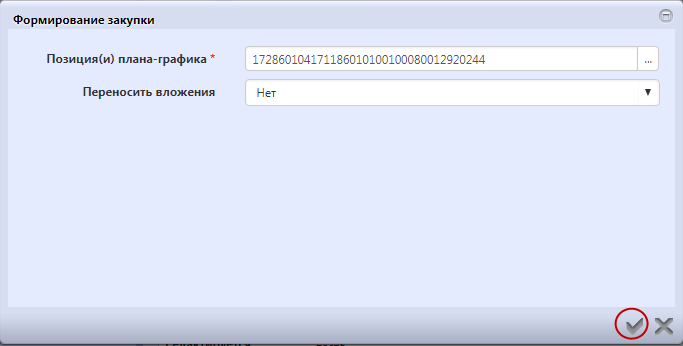 Формирование закупки
Позиция(и) плана-графика * 172860104171186010100100080012920244 ...
Переносить вложения Нет